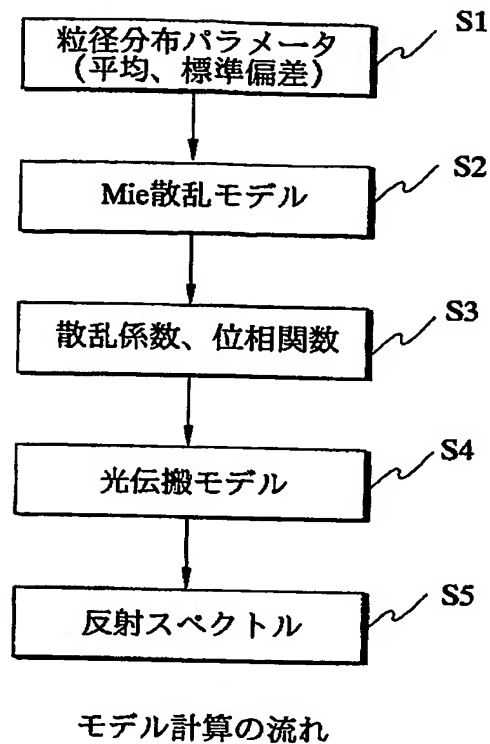 S1
粒径分布パラメータ
(平均、標準偏差)
S2
Mie散乱モデル
S3
散乱係数、位相関数
S4
光伝搬モデル
S5
反射スペクトル
モデル計算の流れ